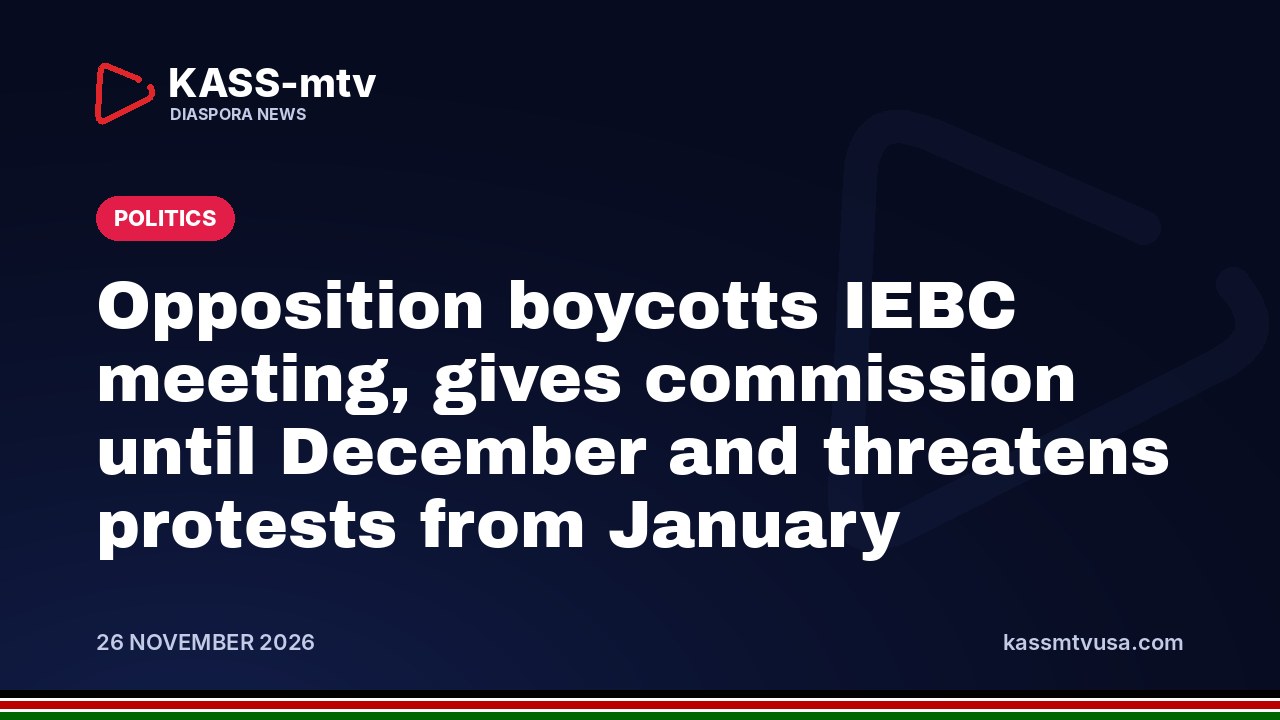 KASS-mtv
DIASPORA NEWS
POLITICS
Opposition boycotts IEBC
meeting, gives commission
until December and threatens
protests from January
26 NOVEMBER 2026
kassmtvusa.com